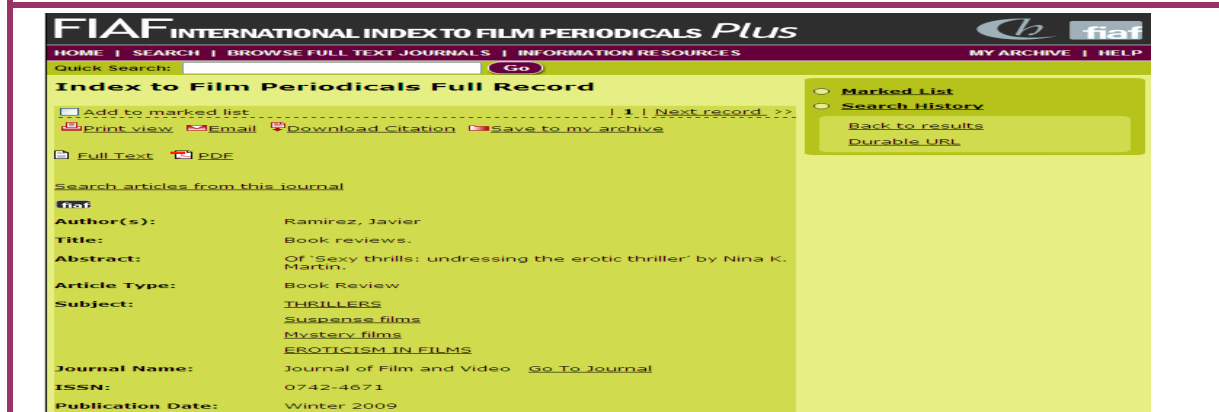 FIAF INTERNATIONAL INDEX TO FILM PERIODICALS Plus
Ch fiaf
HOME | SEARCH | BROWSE FULL TEXT JOURNALS | INFORMATION RESOURCES
MY ARCHIVE | HELP
Quick Search: Go
Index to Film Periodicals Full Record
Add to marked list | 1 | Next record >>
Print view Email Download Citation Save to my archive
Full Text PDF
Search articles from this journal
fiaf
Author(s): Ramirez, Javier
Title: Book reviews.
Abstract: Of `Sexy thrills: undressing the erotic thriller' by Nina K.
Martin.
Article Type: Book Review
Subject: THRILLERS
Suspense films
Mystery films
EROTICISM IN FILMS
Journal Name: Journal of Film and Video Go To Journal
ISSN: 0742-4671
Publication Date: Winter 2009
Marked List
Search History
Back to results
Durable URL